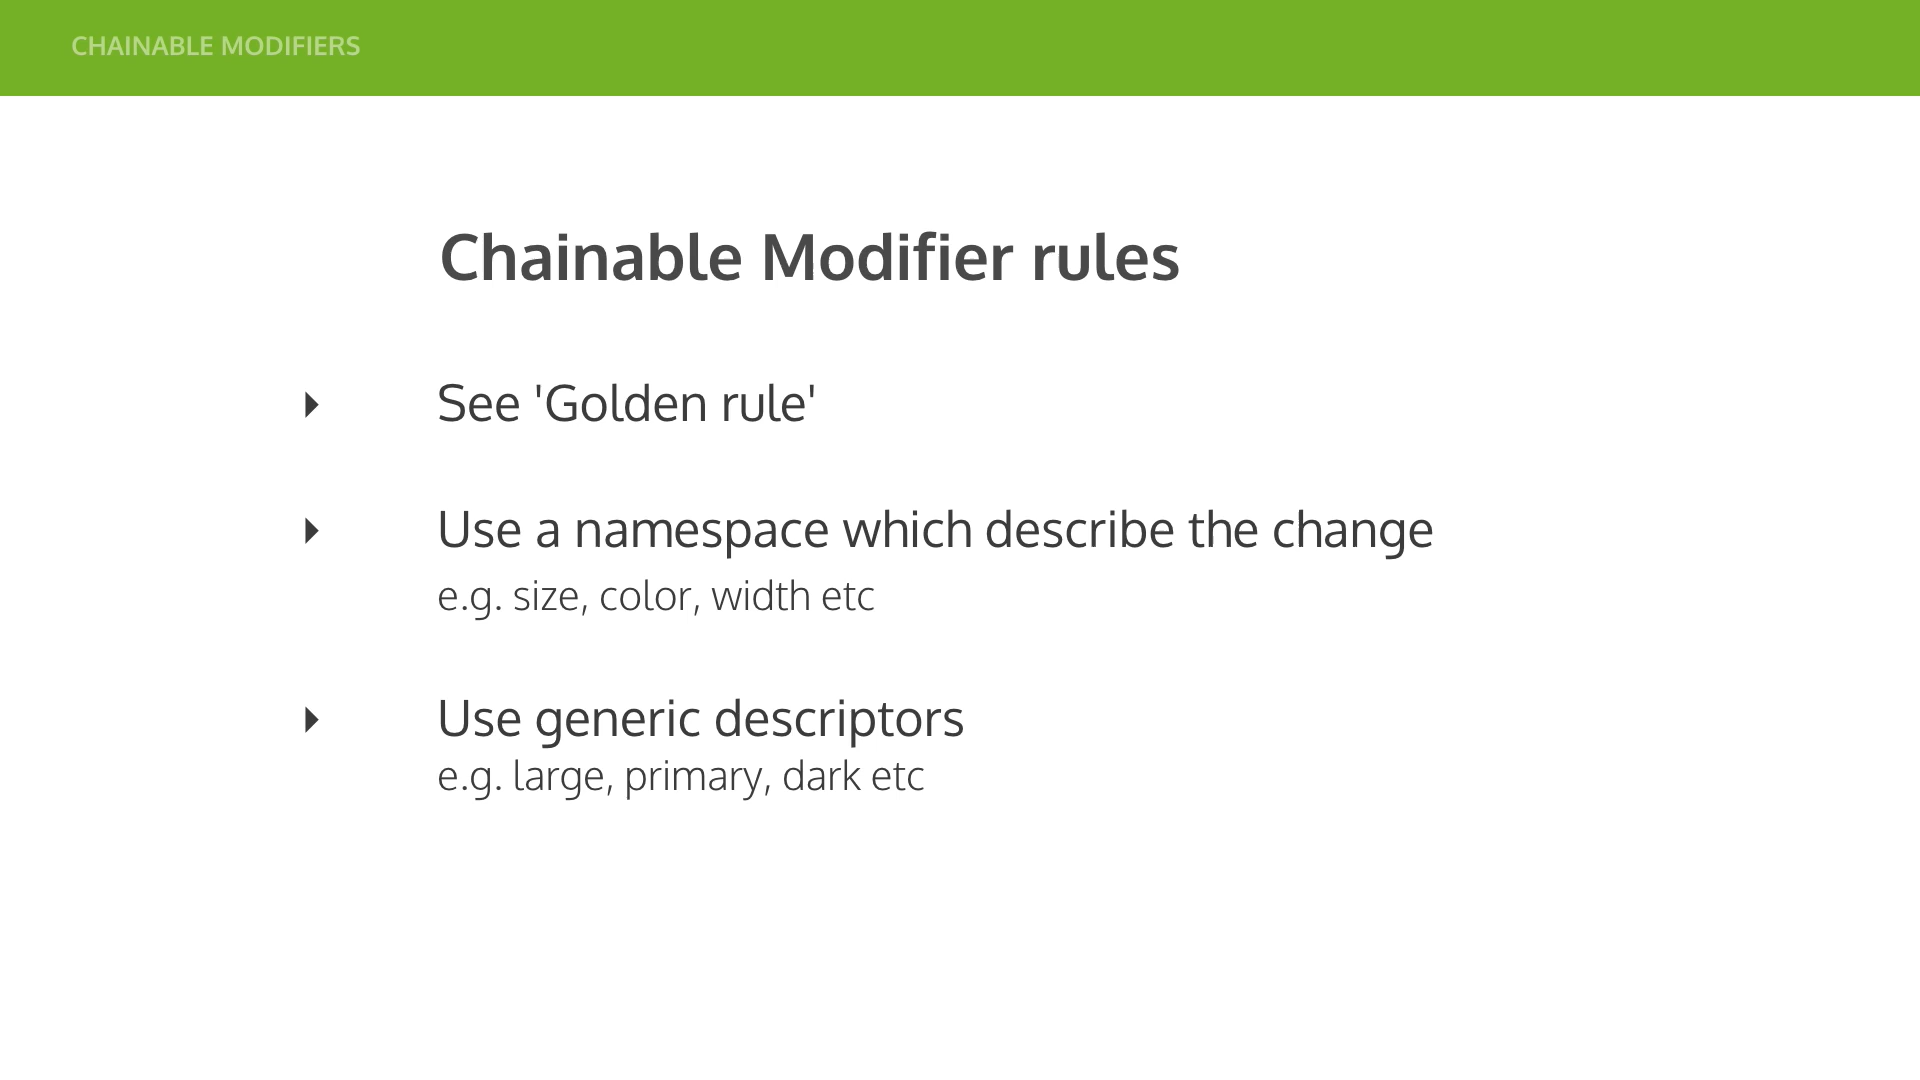 CHAINABLE MODIFIERS
Chainable Modifier rules
See 'Golden rule'
Use a namespace which describe the change
e.g. size, color, width etc
Use generic descriptors
e.g. large, primary, dark etc